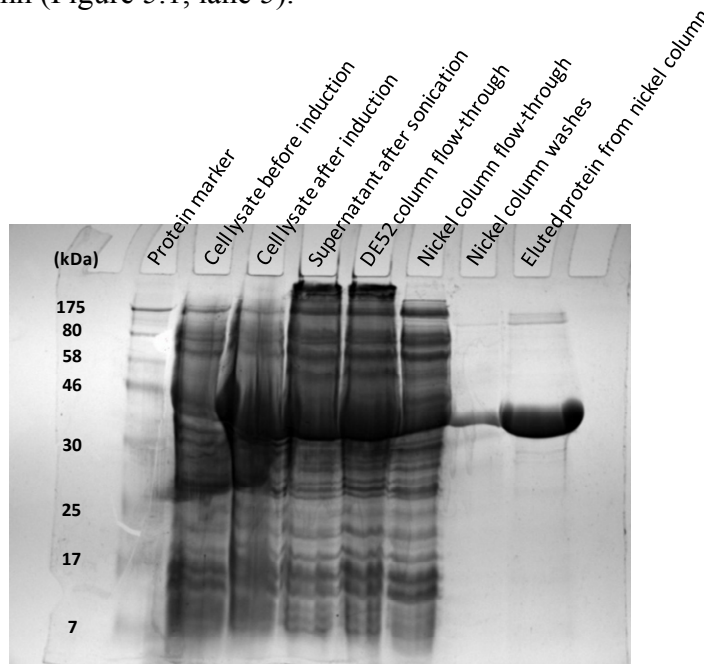 nn (Figure 3.1, lane 5).
Protein marker
Cell lysate before induction
Cell lysate after induction
Supernatant after sonication
DE52 column flow-through
Nickel column flow-through
Nickel column washes
Eluted protein from nickel column
(kDa)
175
80
58
46
30
25
17
7